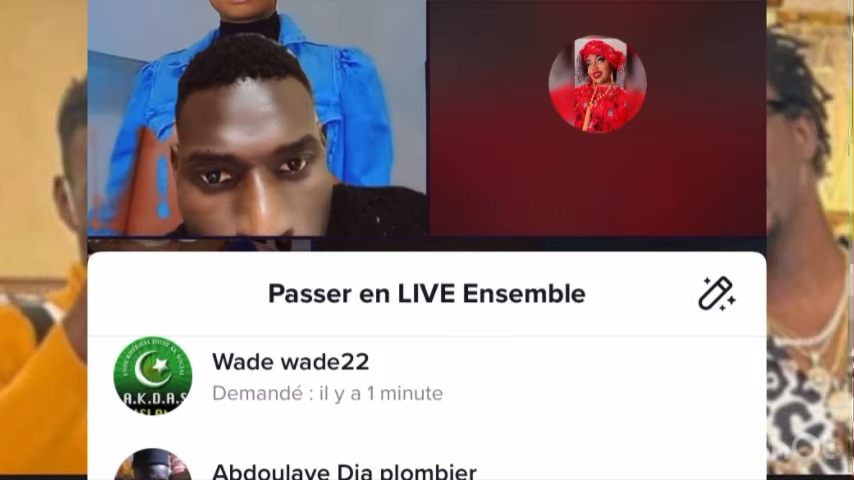 Passer en LIVE Ensemble
Wade wade22
Demandé : il y a 1 minute
A.K.D.A.S
Abdoulaye Dia plombier